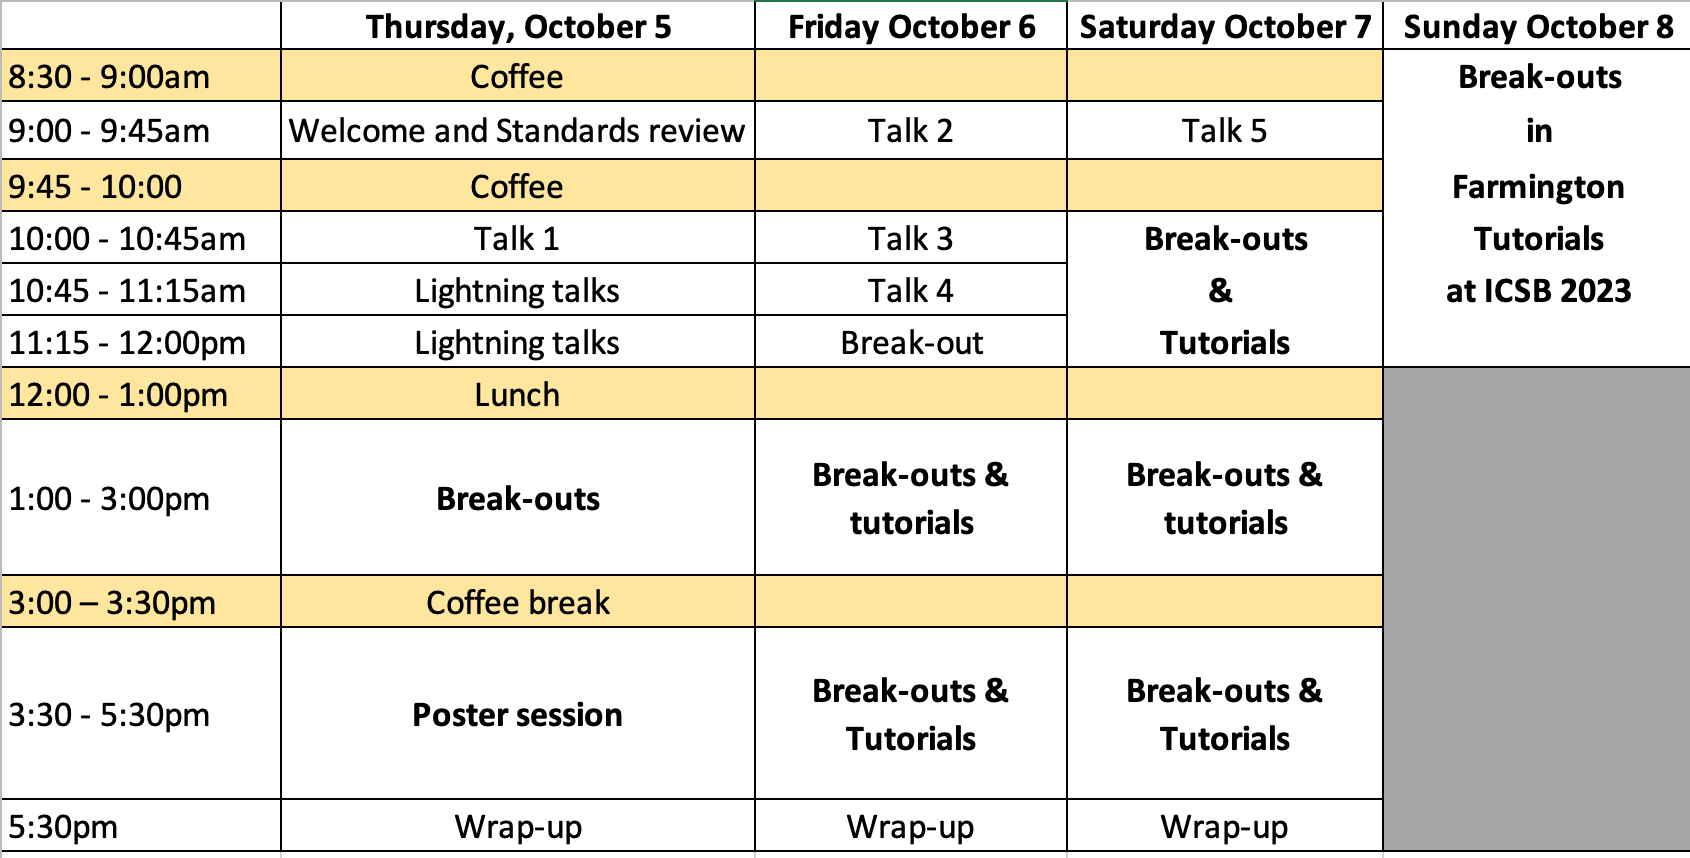 Thursday, October 5 Friday October 6 Saturday October 7 Sunday October 8
8:30 - 9:00am Coffee Break-outs
9:00 - 9:45am Welcome and Standards review Talk 2 Talk 5 in
9:45 - 10:00 Coffee Farmington
10:00 - 10:45am Talk 1 Talk 3 Break-outs Tutorials
10:45 - 11:15am Lightning talks Talk 4 & at ICSB 2023
11:15 - 12:00pm Lightning talks Break-out Tutorials
12:00 - 1:00pm Lunch
1:00 - 3:00pm Break-outs Break-outs & Break-outs &
tutorials tutorials
3:00 – 3:30pm Coffee break
3:30 - 5:30pm Poster session Break-outs & Break-outs &
Tutorials Tutorials
5:30pm Wrap-up Wrap-up Wrap-up